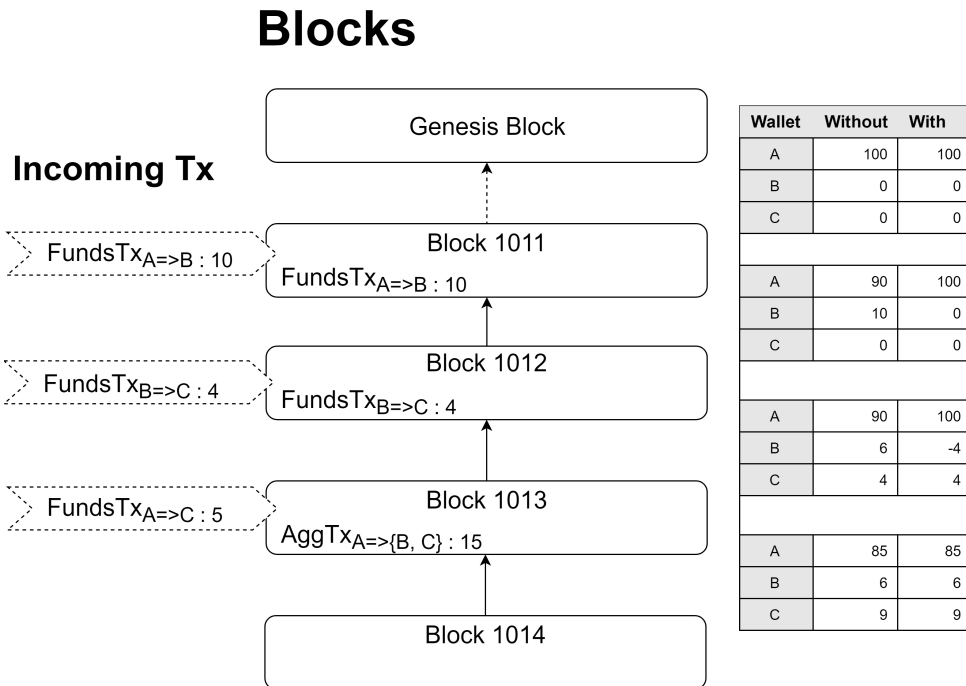 Blocks
Genesis Block
Incoming Tx
FundsTxA=>B : 10
Block 1011
FundsTxA=>B : 10
FundsTxB=>C : 4
Block 1012
FundsTxB=>C : 4
FundsTxA=>C : 5
Block 1013
AggTxA=>{B, C} : 15
Block 1014
Wallet Without With
A 100 100
B 0 0
C 0 0
A 90 100
B 10 0
C 0 0
A 90 100
B 6 -4
C 4 4
A 85 85
B 6 6
C 9 9